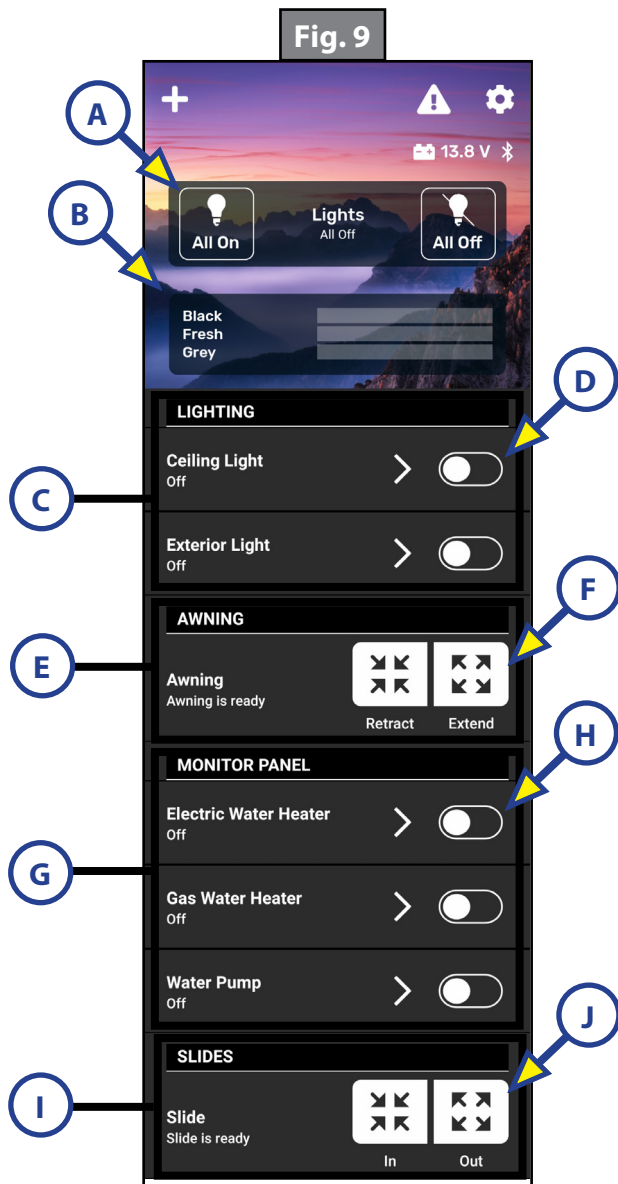 Fig. 9
A
13.8 V
B
All On
Lights
All Off
All Off
Black
Fresh
Grey
D
LIGHTING
C
Ceiling Light
Off
Exterior Light
Off
F
AWNING
E
Awning
Awning is ready
Retract
Extend
H
MONITOR PANEL
Electric Water Heater
Off
G
Gas Water Heater
Off
Water Pump
Off
J
SLIDES
I
Slide
Slide is ready
In
Out